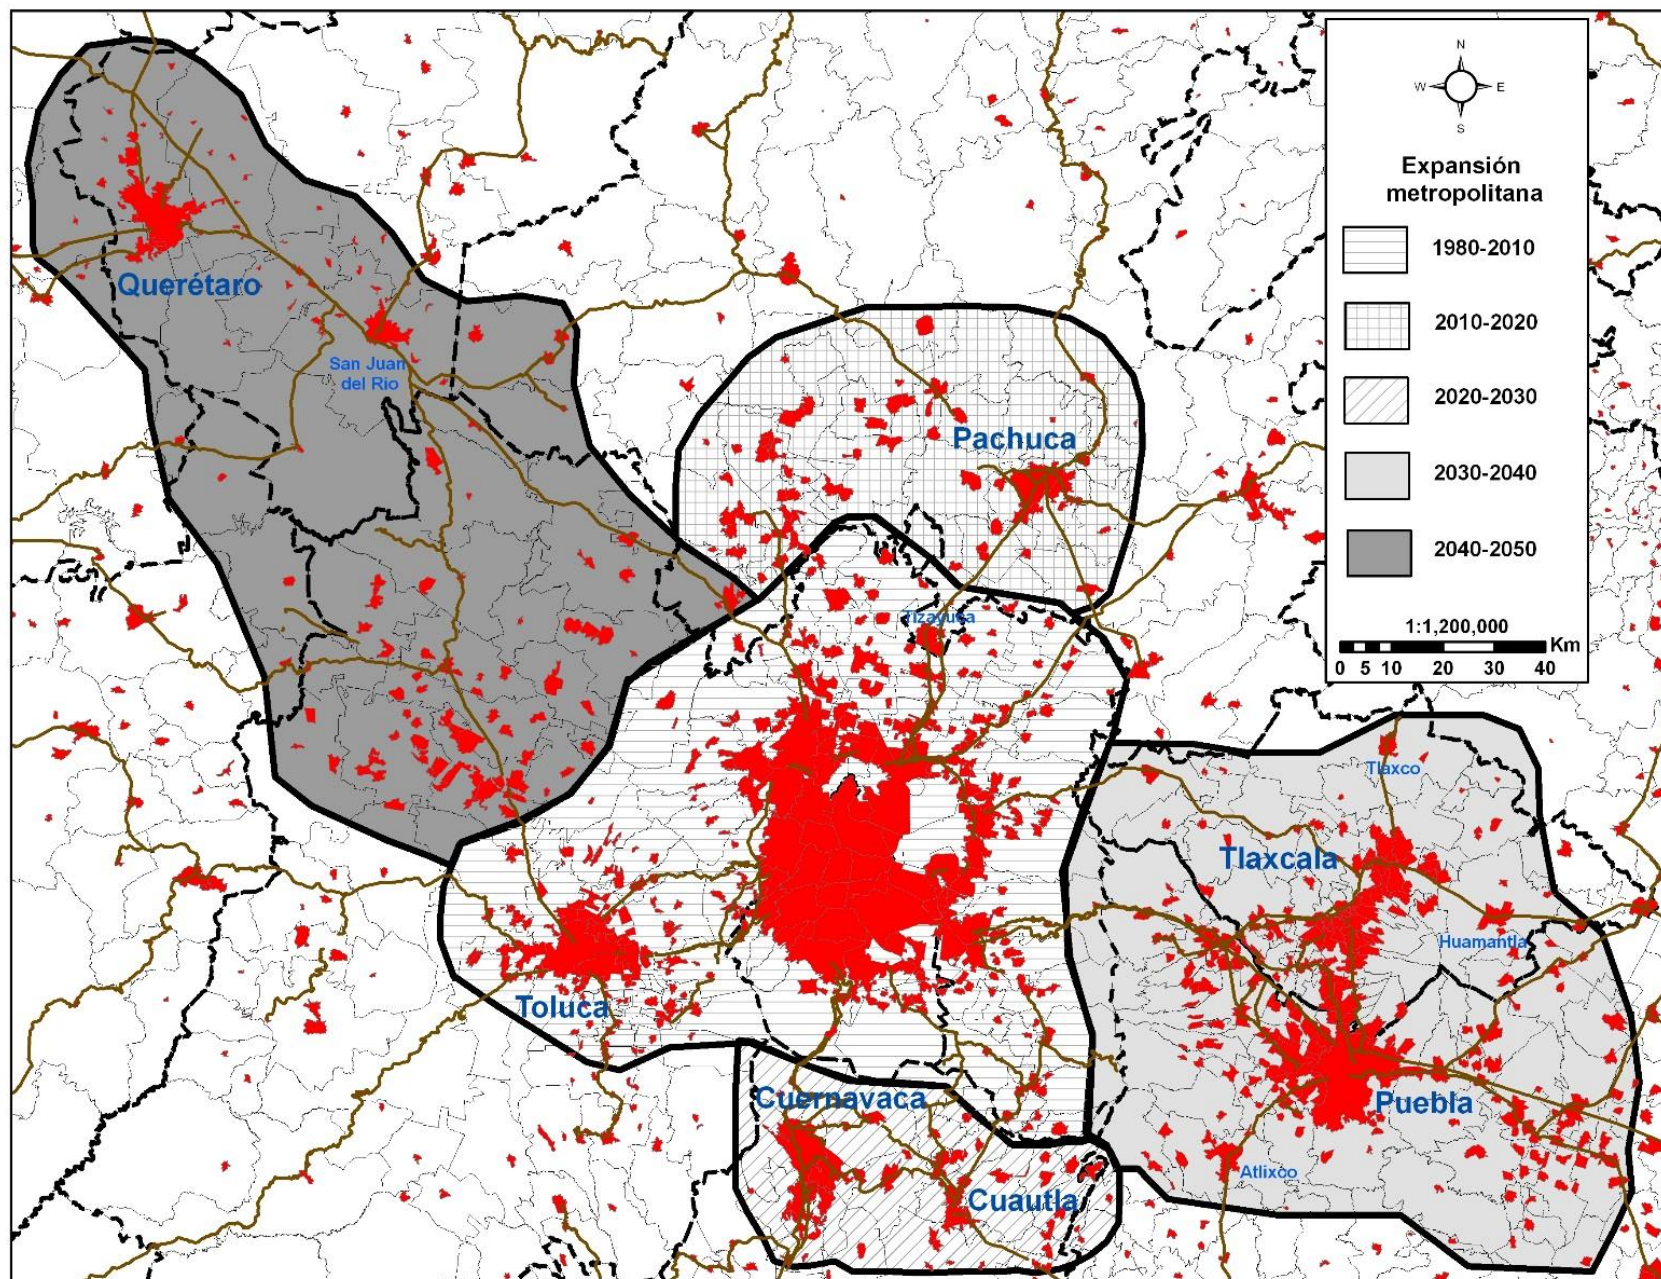 N
W
E
S
Expansión
metropolitana
1980-2010
2010-2020
2020-2030
2030-2040
2040-2050
1:1,200,000
0 5 10 20 30 40 Km
Querétaro
San Juan
del Rio
Pachuca
Tizayuca
Tlaxco
Tlaxcala
Huamantla
Toluca
Cuernavaca
Puebla
Atlixco
Cuautla